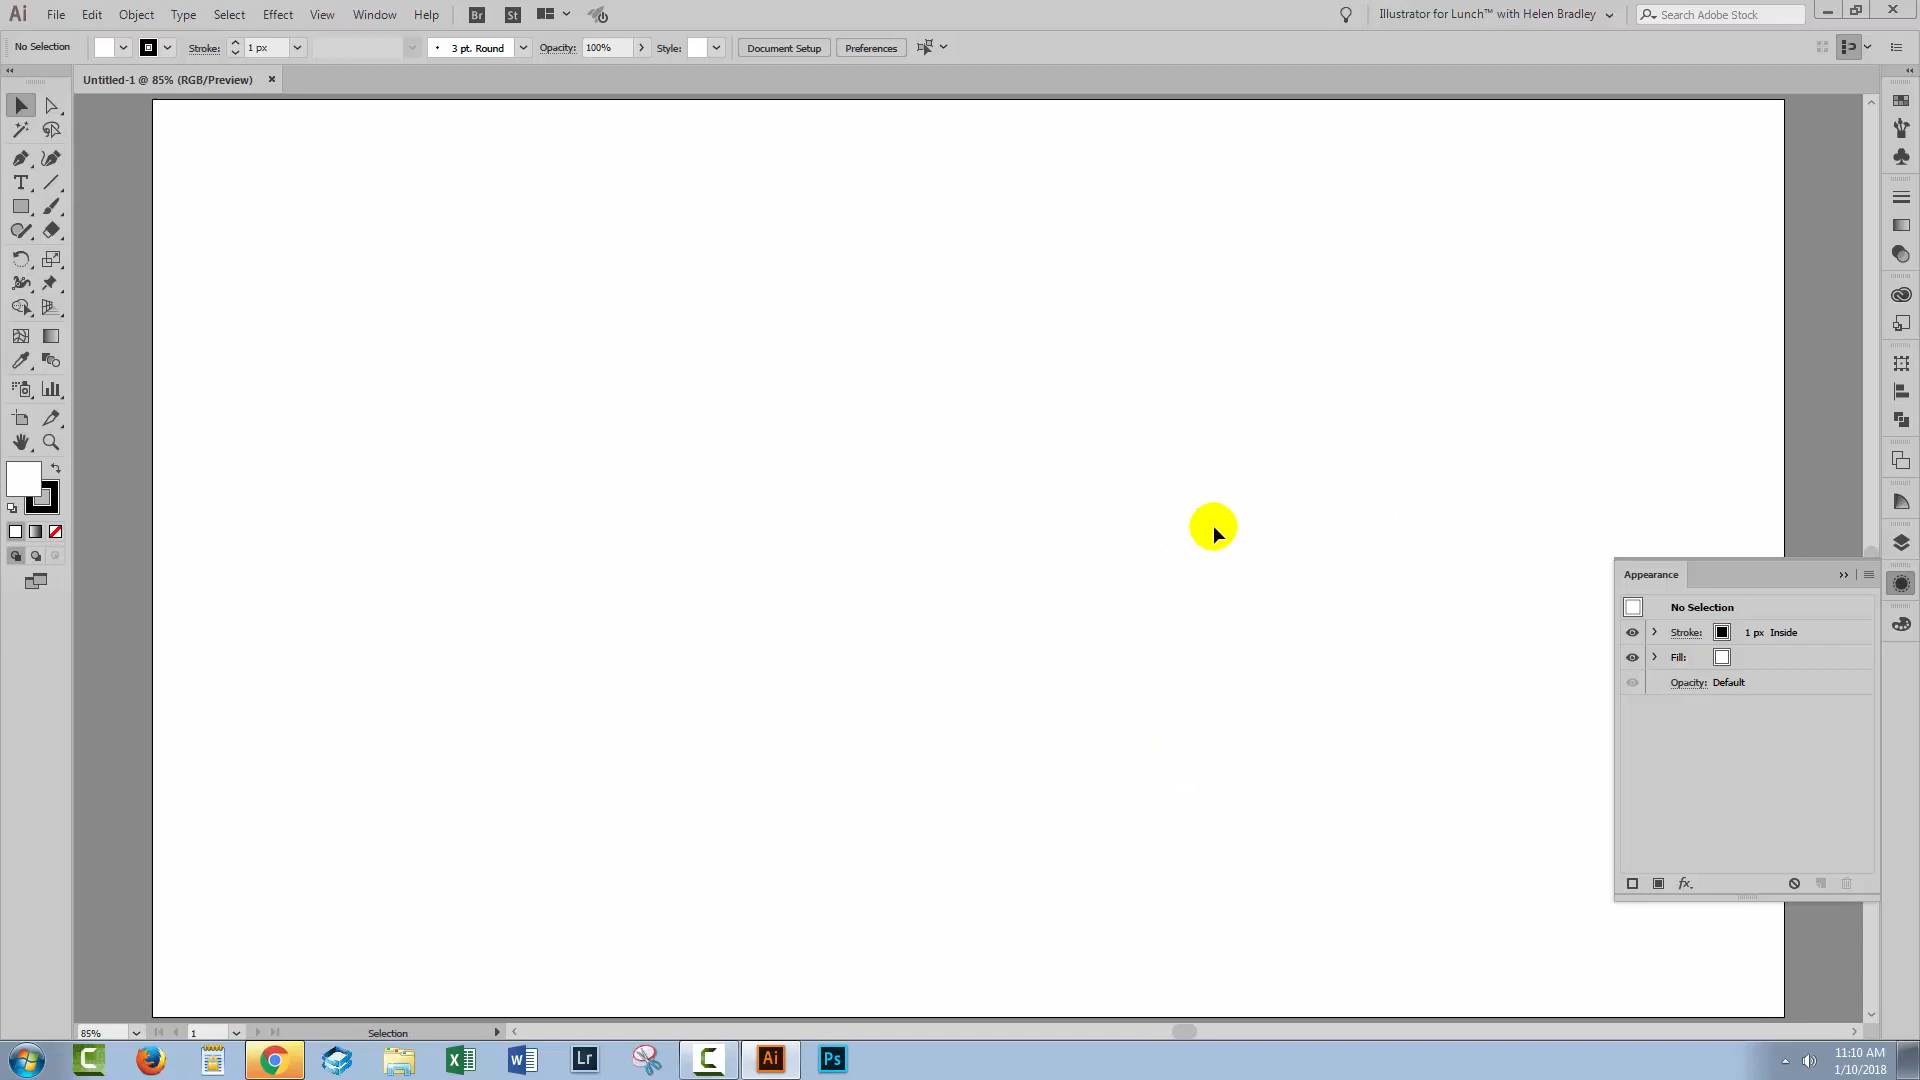 Ai File Edit Object Type Select Effect View Window Help Br St Illustrator for Lunch™ with Helen Bradley Search Adobe Stock
No Selection Stroke: 1 px 3 pt. Round Opacity: 100% Style: Document Setup Preferences
Untitled-1 @ 85% (RGB/Preview)
T
Appearance
No Selection
Stroke: 1 px Inside
Fill:
Opacity: Default
fx
85% 1 Selection
Lr Ai Ps
11:10 AM
1/10/2018